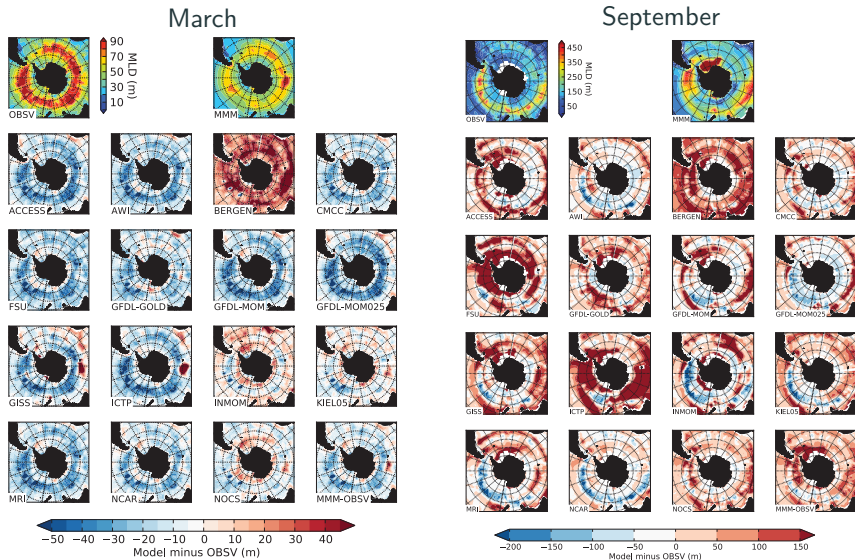 March
September
90
70
50
30
10
MLD (m)
OBSV
MMM
ACCESS
AWI
BERGEN
CMCC
FSU
GFDL-GOLD
GFDL-MOM
GFDL-MOM025
GISS
ICTP
INMOM
KIEL05
MRI
NCAR
NOCS
MMM-OBSV
−50 −40 −30 −20 −10 0 10 20 30 40
Model minus OBSV (m)
450
350
250
150
50
MLD (m)
OBSV
MMM
ACCESS
AWI
BERGEN
CMCC
FSU
GFDL-GOLD
GFDL-MOM
GFDL-MOM025
GISS
ICTP
INMOM
KIEL05
MRI
NCAR
NOCS
MMM-OBSV
−200 −150 −100 −50 0 50 100 150
Model minus OBSV (m)